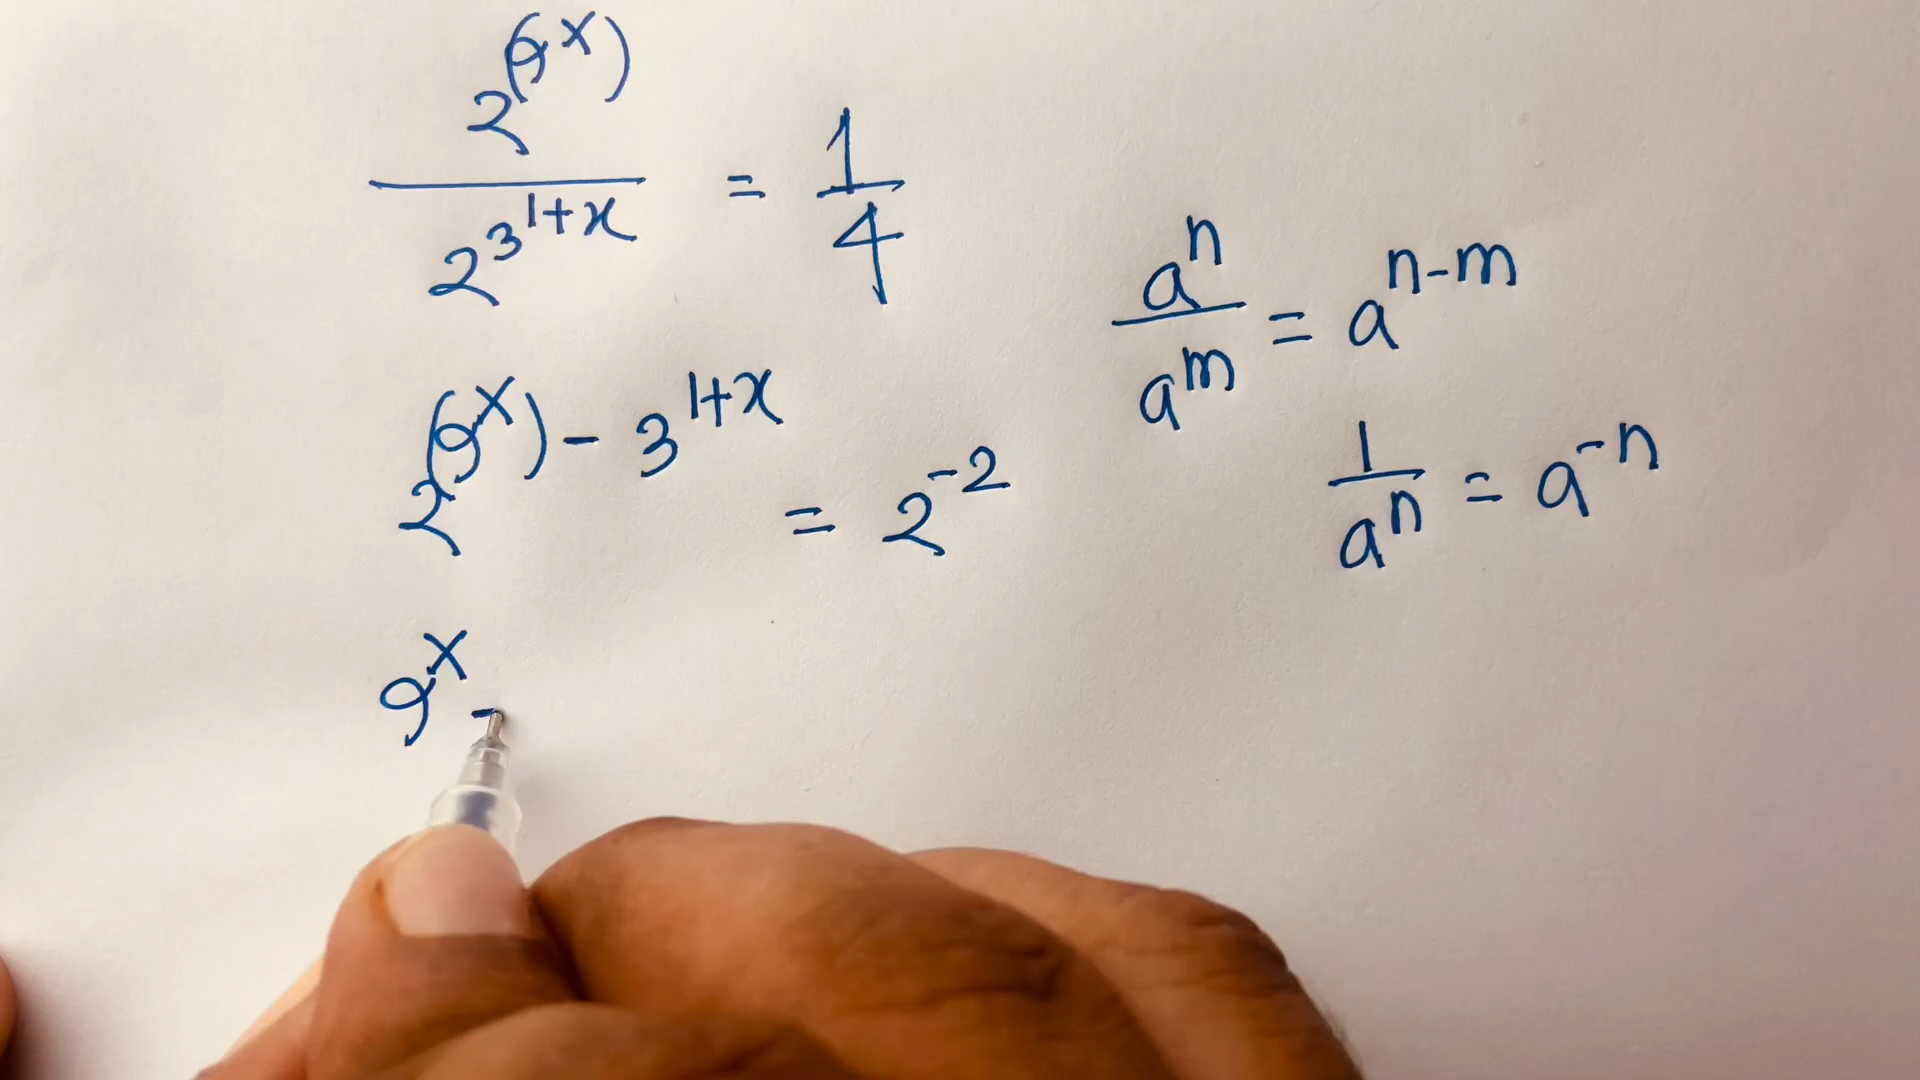 2^(9^x) / 2^3^1+x = 1/4
a^n / a^m = a^n-m
2^(9^x) - 3^1+x = 2^-2
1 / a^n = a^-n
9^x -